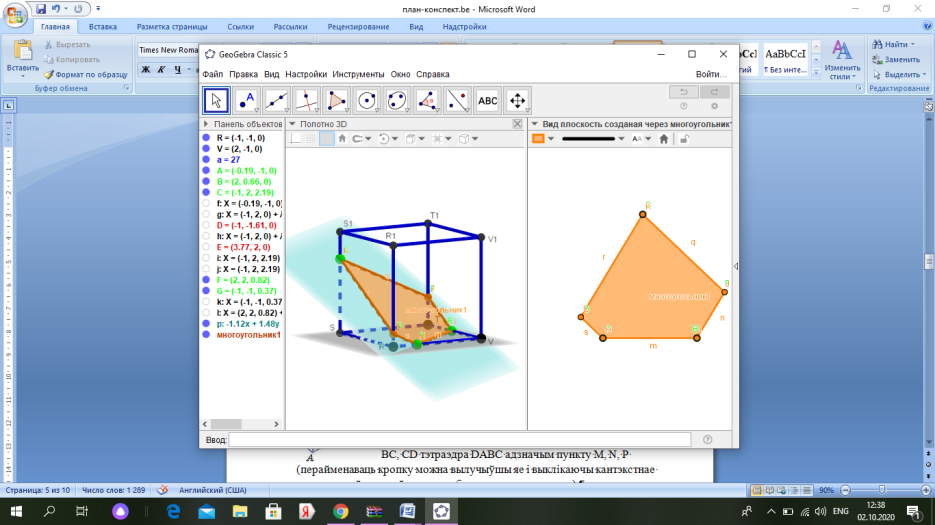 план-конспект.be - Microsoft Word
Главная Вставка Разметка страницы Ссылки Рассылки Рецензирование Вид Надстройки
Вставить
Вырезать
Копировать
Формат по образцу
Буфер обмена
Times New Roma
Ж К Ч
AaBbCcI
¶ Без инте...
Изменить стили
Найти
Заменить
Выделить
Редактирование
GeoGebra Classic 5
Файл Правка Вид Настройки Инструменты Окно Справка
Войти...
ABC
Панель объектов
Полотно 3D
Вид плоскость созданая через многоугольник1
R = (-1, -1, 0)
V = (2, -1, 0)
a = 27
A = (-0.19, -1, 0)
B = (2, 0.66, 0)
C = (-1, 2, 2.19)
f: X = (-0.19, -1, 0)
g: X = (-1, 2, 0) +
D = (-1, -1.61, 0)
h: X = (-1, 2, 0) +
E = (3.77, 2, 0)
i: X = (-1, 2, 2.19)
j: X = (-1, 2, 2.19)
F = (2, 2, 0.82)
G = (-1, -1, 0.37)
k: X = (-1, -1, 0.37
l: X = (2, 2, 0.82) +
p: -1.12x + 1.48y
многоугольник1
S1
T1
R1
V1
S
V
многоугольник1
r
q
многоугольник1
n
s
m
Ввод:
A
BC, CD тэтраэдра DABC адзначым пункту M, N, P
(перайменаваць кропку можна вылучыўшы яе і выклікаючы кантэкстнае
Страница: 5 из 10 Число слов: 1 289 Английский (США)
90%
ENG
12:38
02.10.2020